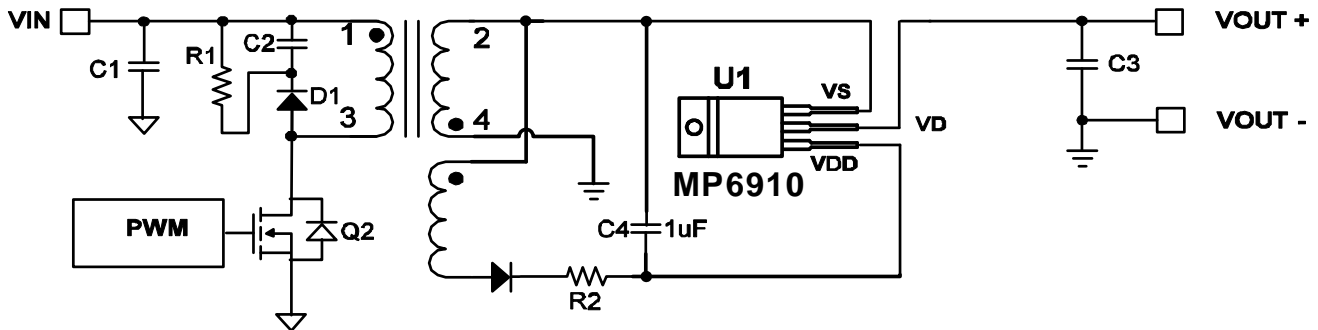 VIN
C1
R1
C2
D1
1
3
2
4
PWM
Q2
U1
VS
VD
VDD
MP6910
C4
1uF
R2
C3
VOUT +
VOUT -